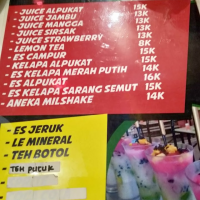 - JUICE ALPUKAT 15K
- JUICE JAMBU 13K
- JUICE MANGGA 13K
- JUICE SIRSAK 13K
- JUICE STRAWBERRY 13K
- LEMON TEA 8K
- ES CAMPUR 15K
- KELAPA ALPUKAT 15K
- ES KELAPA MERAH PUTIH 14K
- ES ALPUKAT 16K
- ES KELAPA SARANG SEMUT 15K
- ANEKA MILSHAKE 14K
- ES JERUK
- LE MINERAL
- TEH BOTOL
TEH PUCUK